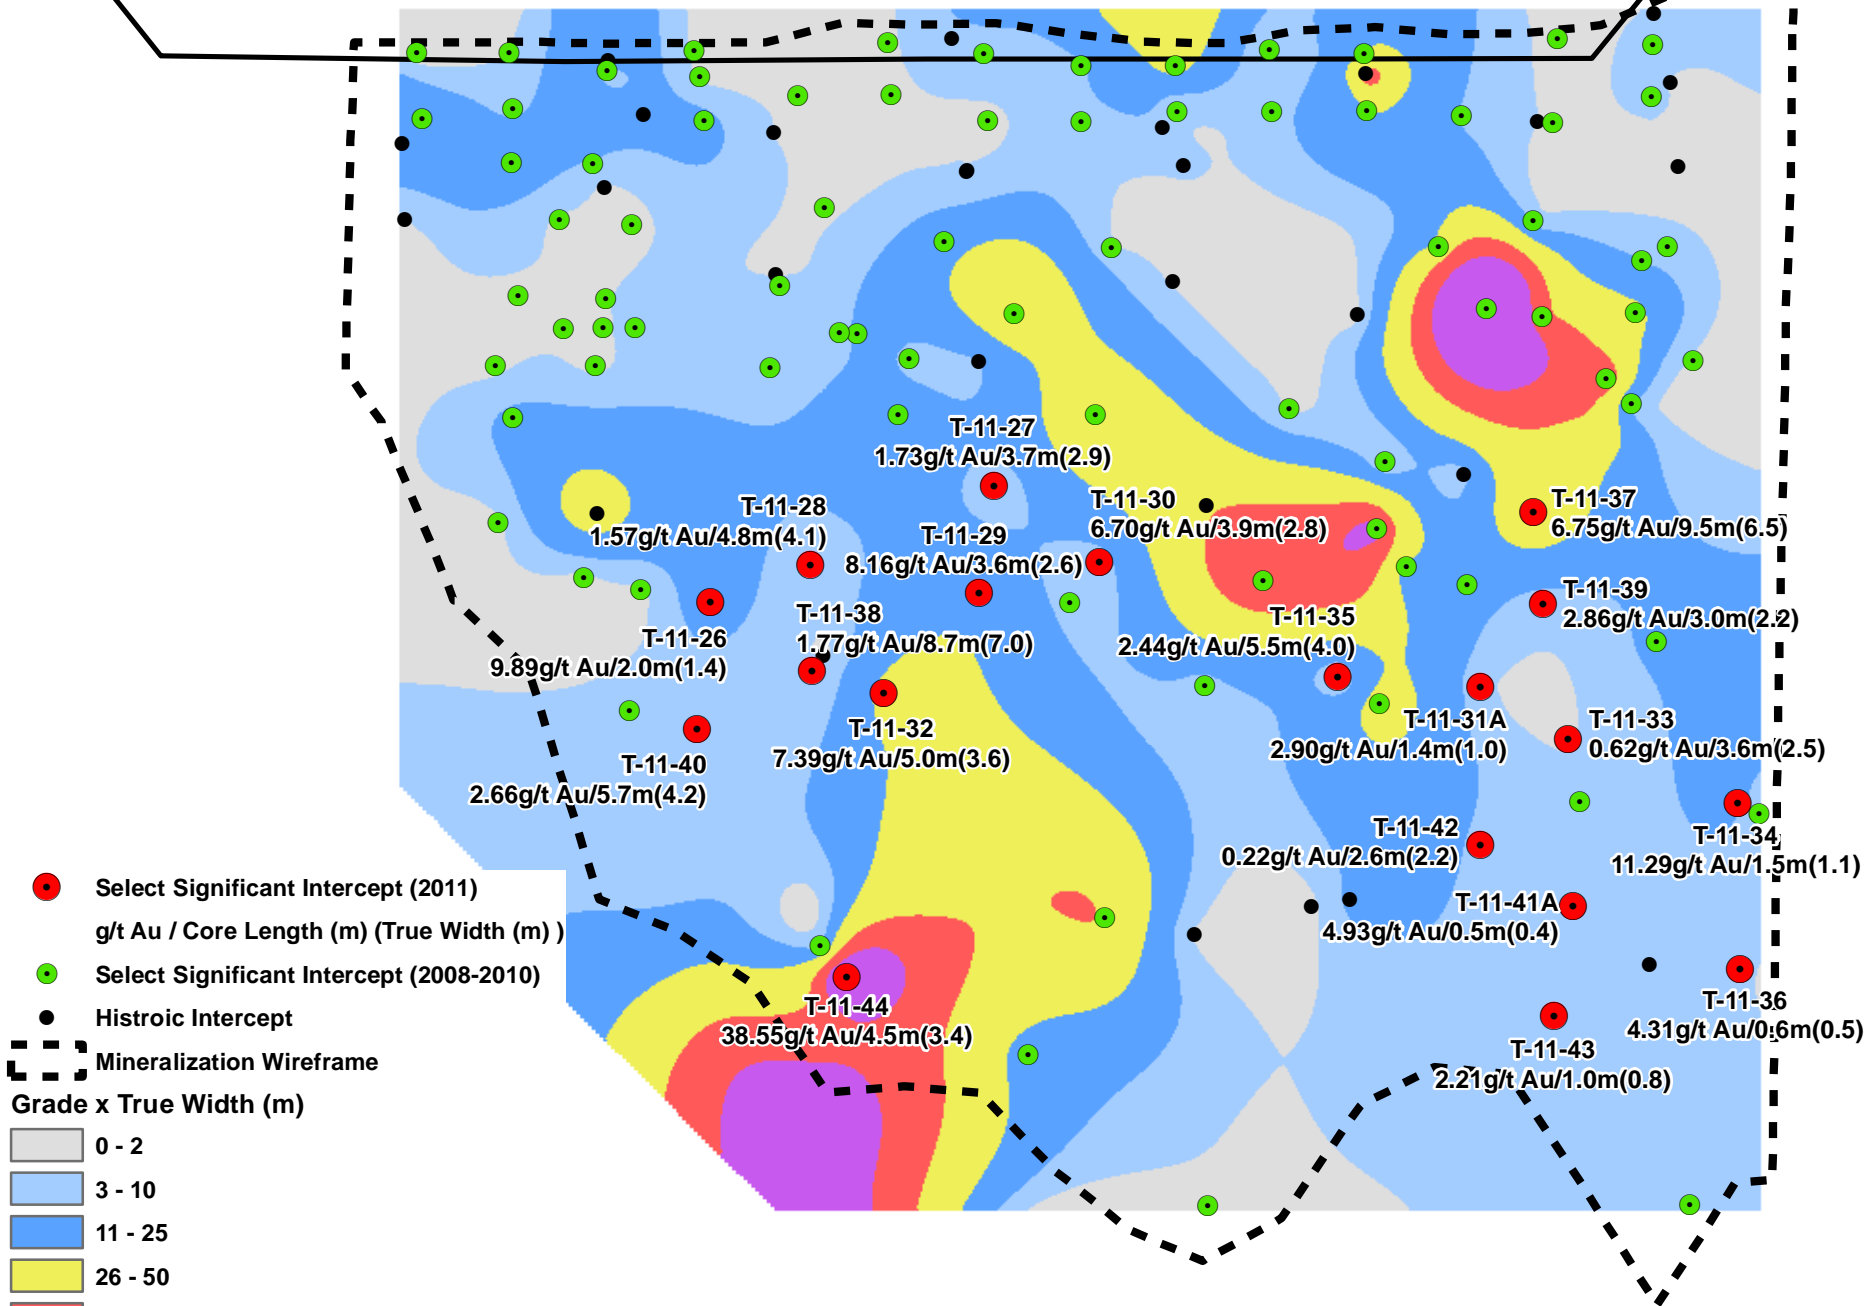 T-11-27
1.73g/t Au/3.7m(2.9)
T-11-28
1.57g/t Au/4.8m(4.1)
T-11-30
6.70g/t Au/3.9m(2.8)
T-11-37
6.75g/t Au/9.5m(6.5)
T-11-29
8.16g/t Au/3.6m(2.6)
T-11-39
2.86g/t Au/3.0m(2.2)
T-11-38
1.77g/t Au/8.7m(7.0)
T-11-35
2.44g/t Au/5.5m(4.0)
T-11-26
9.89g/t Au/2.0m(1.4)
T-11-32
7.39g/t Au/5.0m(3.6)
T-11-31A
2.90g/t Au/1.4m(1.0)
T-11-33
0.62g/t Au/3.6m(2.5)
T-11-40
2.66g/t Au/5.7m(4.2)
T-11-42
0.22g/t Au/2.6m(2.2)
T-11-34
11.29g/t Au/1.5m(1.1)
T-11-41A
4.93g/t Au/0.5m(0.4)
T-11-44
38.55g/t Au/4.5m(3.4)
T-11-36
4.31g/t Au/0.6m(0.5)
T-11-43
2.21g/t Au/1.0m(0.8)
Select Significant Intercept (2011)
g/t Au / Core Length (m) (True Width (m) )
Select Significant Intercept (2008-2010)
Histroic Intercept
Mineralization Wireframe
Grade x True Width (m)
0 - 2
3 - 10
11 - 25
26 - 50